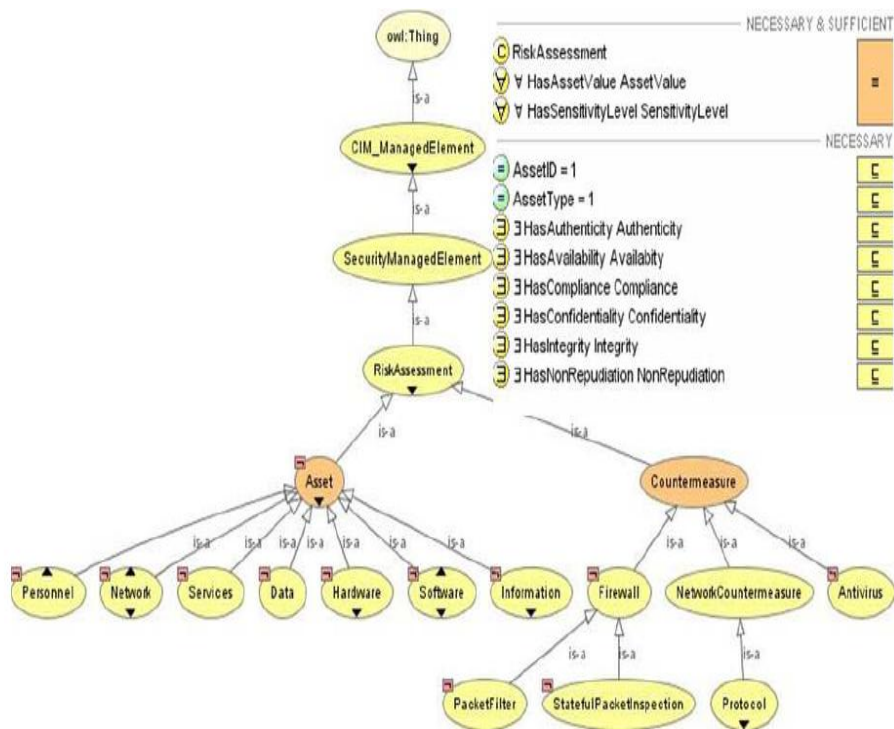 owl:Thing
is-a
CIM_ManagedElement
is-a
SecurityManagedElement
is-a
RiskAssessment
NECESSARY & SUFFICIENT
C RiskAssessment
∀ ∀ HasAssetValue AssetValue
∀ ∀ HasSensitivityLevel SensitivityLevel
≡
NECESSARY
= AssetID = 1
⊑
= AssetType = 1
⊑
∃ ∃ HasAuthenticity Authenticity
⊑
∃ ∃ HasAvailability Availabity
⊑
∃ ∃ HasCompliance Compliance
⊑
∃ ∃ HasConfidentiality Confidentiality
⊑
∃ ∃ HasIntegrity Integrity
⊑
∃ ∃ HasNonRepudiation NonRepudiation
⊑
is-a is-a
¬ Asset Countermeasure
is-a is-a is-a is-a is-a is-a is-a is-a is-a
¬ Personnel ¬ Network ¬ Services ¬ Data ¬ Hardware ¬ Software ¬ Information ¬ Firewall NetworkCountermeasure ¬ Antivirus
is-a is-a is-a
¬ PacketFilter ¬ StatefulPacketInspection Protocol